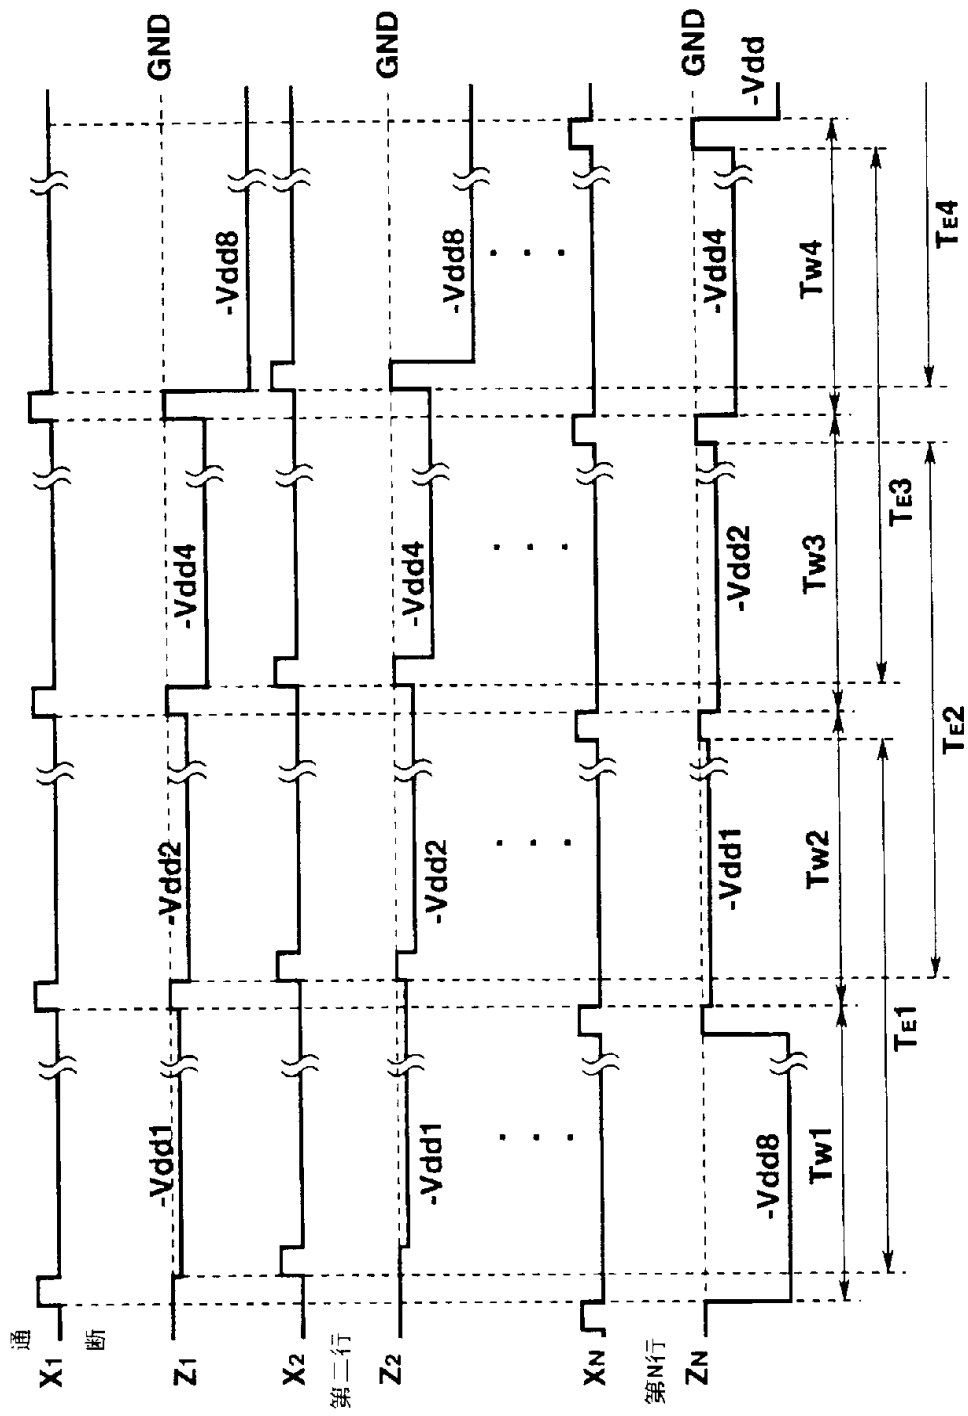 通
X1
断
GND
-Vdd1
-Vdd2
-Vdd4
-Vdd8
Z1
X2
第二行
GND
-Vdd1
-Vdd2
-Vdd4
-Vdd8
Z2
XN
第N行
GND
-Vdd8
-Vdd1
-Vdd2
-Vdd4
-Vdd
ZN
Tw1
Tw2
Tw3
Tw4
TE1
TE3
TE2
TE4